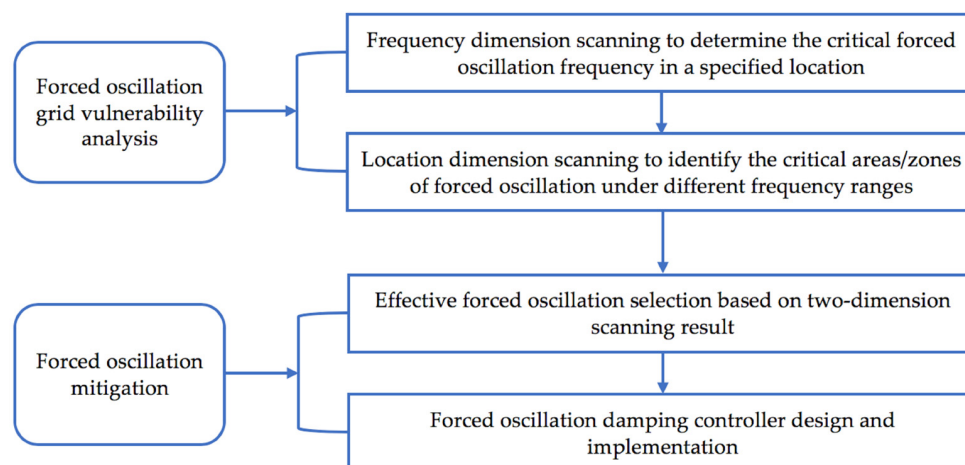 Frequency dimension scanning to determine the critical forced
oscillation frequency in a specified location
Forced oscillation
grid vulnerability
analysis
Location dimension scanning to identify the critical areas/zones
of forced oscillation under different frequency ranges
Effective forced oscillation selection based on two-dimension
scanning result
Forced oscillation
mitigation
Forced oscillation damping controller design and
implementation